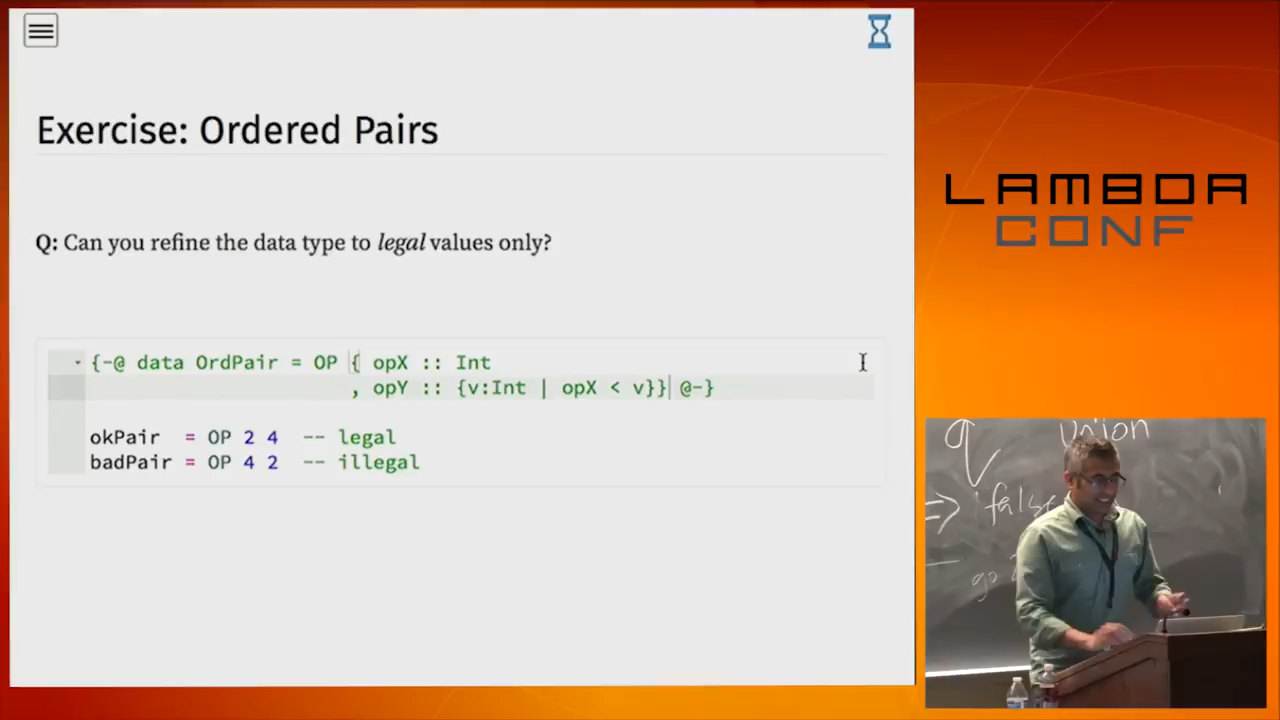 Exercise: Ordered Pairs
Q: Can you refine the data type to legal values only?
{-@ data OrdPair = OP { opX :: Int
, opY :: {v:Int | opX < v}} @-}
okPair = OP 2 4 -- legal
badPair = OP 4 2 -- illegal
LAMBDA
CONF
union
=> false